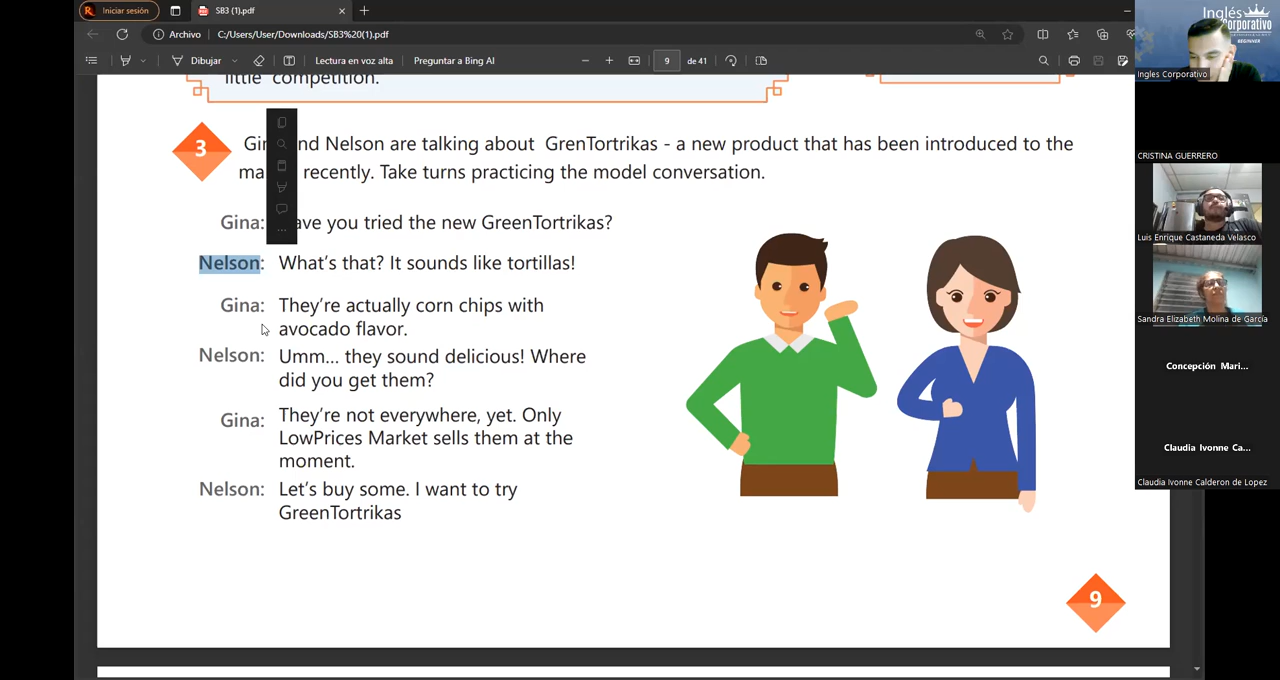 Iniciar sesión
SB3 (1).pdf
Archivo
C:/Users/User/Downloads/SB3%20(1).pdf
Dibujar
Lectura en voz alta
Preguntar a Bing AI
9
de 41
Inglés
Corporativo
BEGINNER
Ingles Corporativo
CRISTINA GUERRERO
Luis Enrique Castaneda Velasco
Sandra Elizabeth Molina de García
Concepción Mari...
Claudia Ivonne Ca...
Claudia Ivonne Calderon de Lopez
little competition.
3
nd Nelson are talking about GrenTortrikas - a new product that has been introduced to the
recently. Take turns practicing the model conversation.
Gina: ave you tried the new GreenTortrikas?
Nelson: What's that? It sounds like tortillas!
Gina: They're actually corn chips with
avocado flavor.
Nelson: Umm... they sound delicious! Where
did you get them?
Gina: They're not everywhere, yet. Only
LowPrices Market sells them at the
moment.
Nelson: Let's buy some. I want to try
GreenTortrikas
9